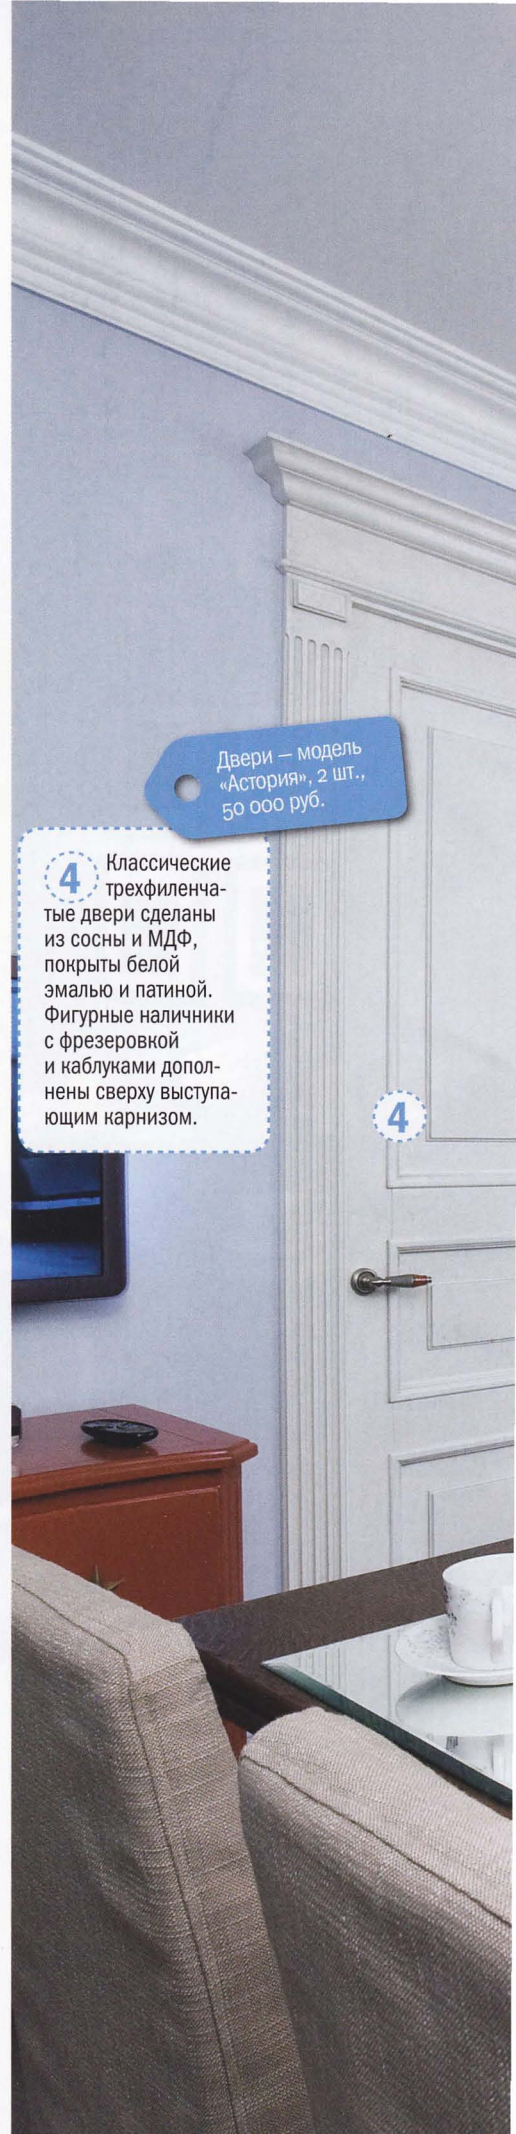 Двери — модель
«Астория», 2 шт.,
50 000 руб.
4 Классические
трехфиленча-
тые двери сделаны
из сосны и МДФ,
покрыты белой
эмалью и патиной.
Фигурные наличники
с фрезеровкой
и каблуками допол-
нены сверху выступа-
ющим карнизом.
4